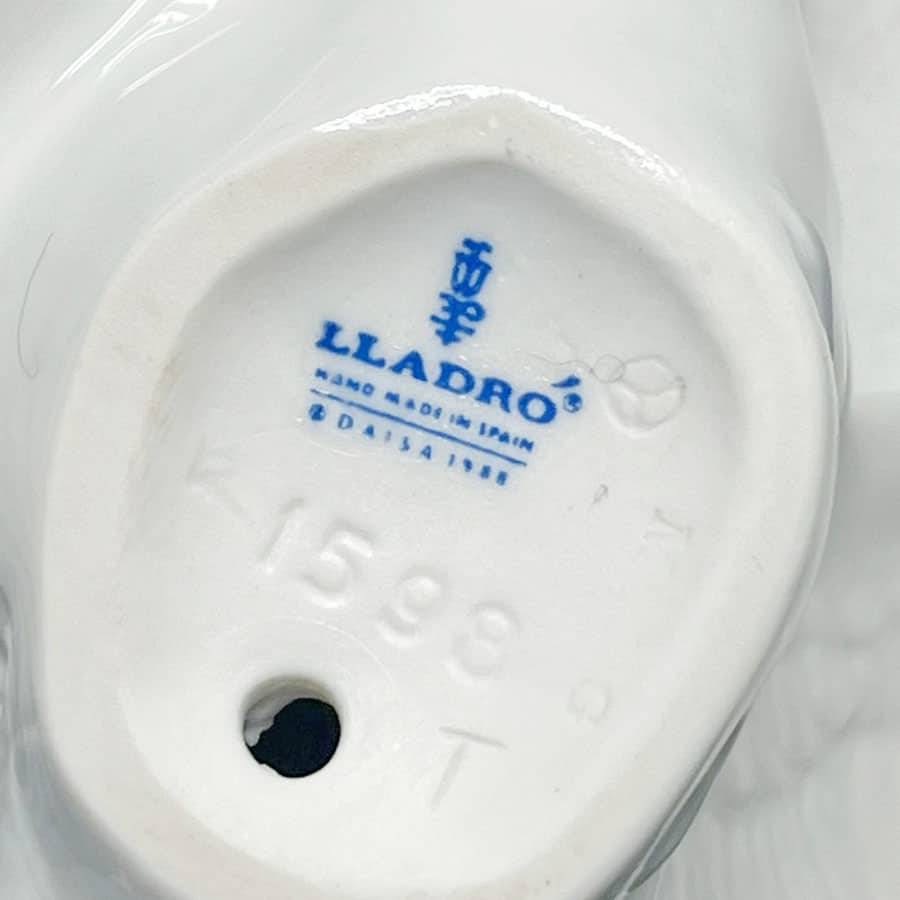 LLADRÓ®
HAND MADE IN SPAIN
© DAISA 1988
K 1598
T